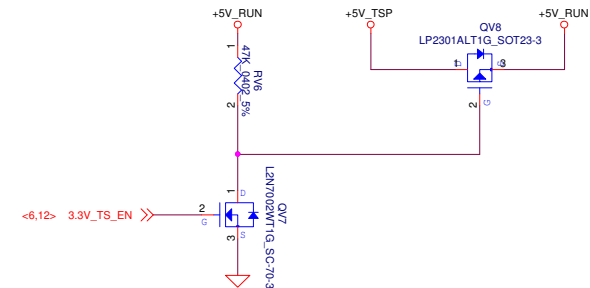 +5V_RUN
+5V_TSP
+5V_RUN
QV8
LP2301ALT1G_SOT23-3
1
D
S
3
2
G
1
RV6
47K_0402_5%
2
1
D
QV7
L2N7002WT1G_SC-70-3
<6,12> 3.3V_TS_EN
2
G
3
S